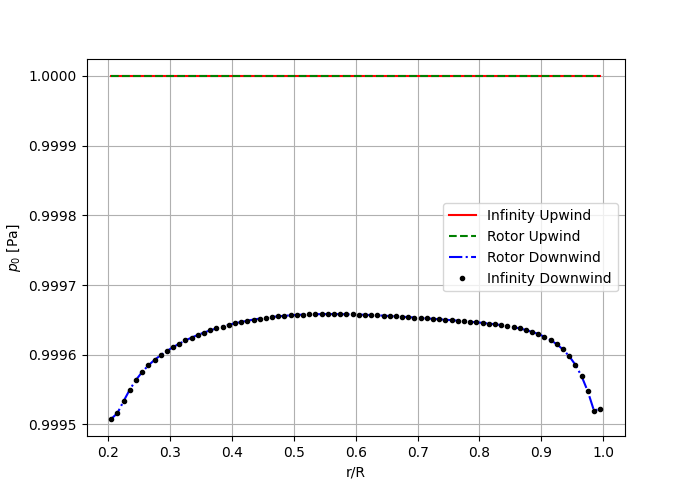 1.0000
0.9999
0.9998
0.9997
0.9996
0.9995
p₀ [Pa]
Infinity Upwind
Rotor Upwind
Rotor Downwind
Infinity Downwind
0.2 0.3 0.4 0.5 0.6 0.7 0.8 0.9 1.0
r/R